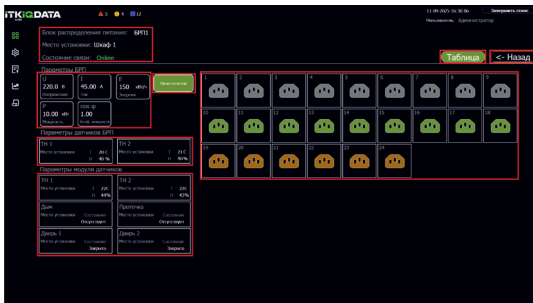 iTKiQDATA
5
4
12
11-09-2025 16:30:06
Завершить сеанс
Пользователь Администратор
Блок распределения питания: БРП1
Место установки: Шкаф 1
Состояние связи: Online
Таблица
<- Назад
Параметры БРП
U
220.0 В
Напряжение
I
45.00 А
Ток
E
150 кВт/ч
Энергия
P
10.00 кВт
Мощность
cos φ
1.00
Коэф. мощности
1
2
3
4
5
6
7
8
9
10
11
12
13
14
15
16
17
18
19
20
21
22
23
24
Параметры датчиков БРП
ТН 1
Место установки
t 20 C
H 40 %
ТН 2
Место установки
t 21C
H 40%
Параметры модуля датчиков
ТН 1
Место установки
t 22C
H 44%
ТН 2
Место установки
t 22C
H 43%
Дым
Место установки Состояние
Отсутствует
Протечка
Место установки Состояние
Отсутствует
Дверь 1
Место установки Состояние
Закрыта
Дверь 2
Место установки Состояние
Закрыта